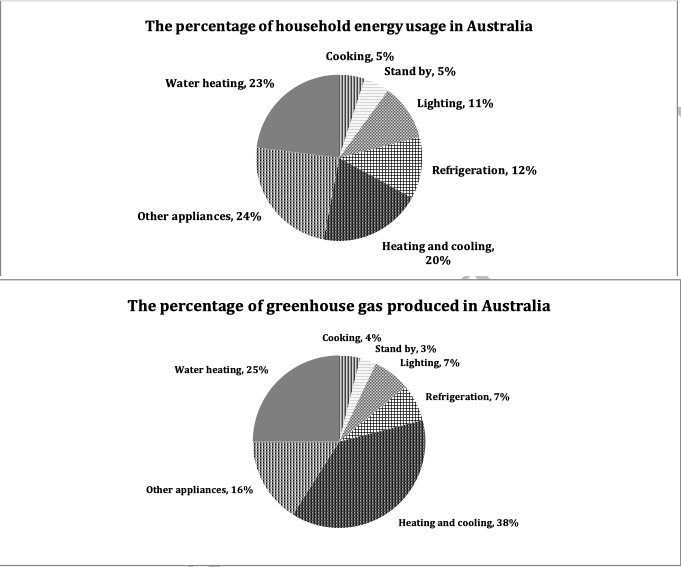 The percentage of household energy usage in Australia
Cooking, 5%
Stand by, 5%
Water heating, 23%
Lighting, 11%
Refrigeration, 12%
Other appliances, 24%
Heating and cooling,
20%
The percentage of greenhouse gas produced in Australia
Cooking, 4%
Stand by, 3%
Lighting, 7%
Water heating, 25%
Refrigeration, 7%
Other appliances, 16%
Heating and cooling, 38%